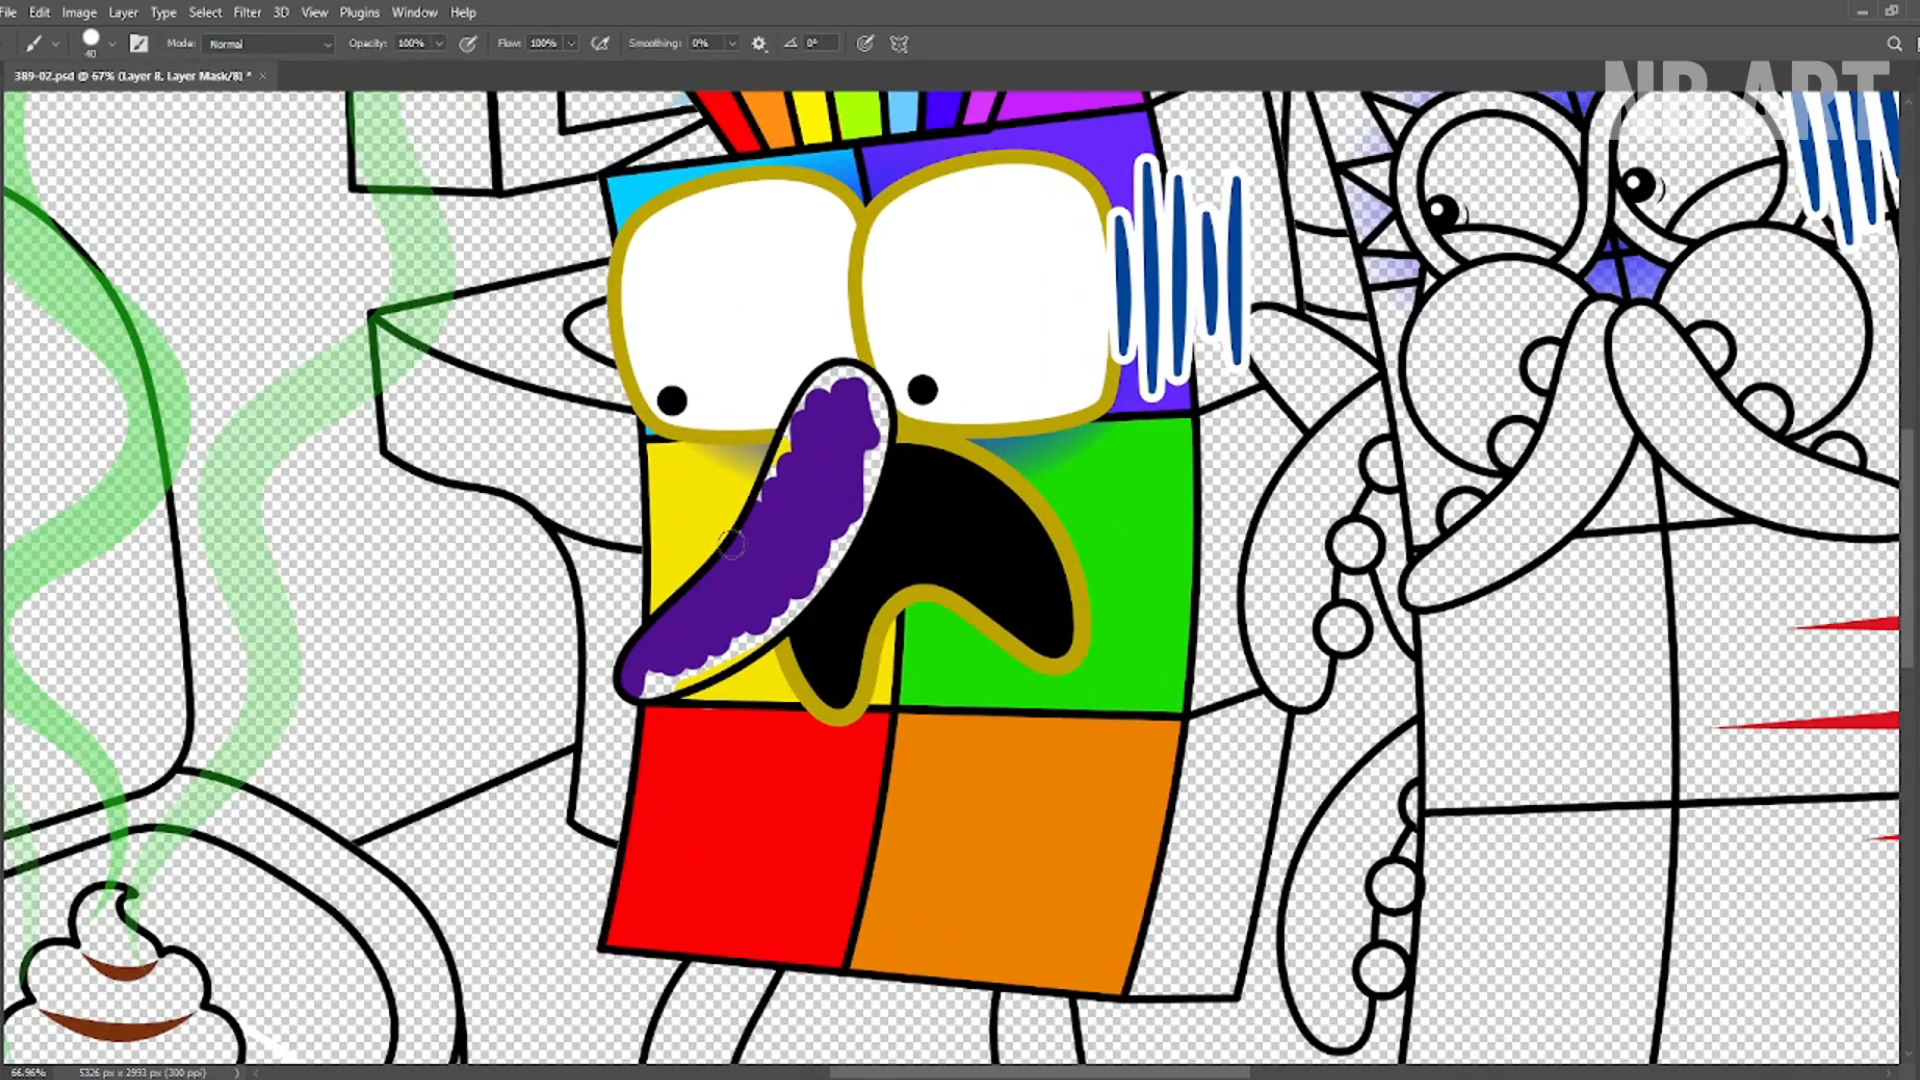 File Edit Image Layer Type Select Filter 3D View Plugins Window Help
40 Mode: Normal Opacity: 100% Flow: 100% Smoothing: 0% 0°
389-02.psd @ 67% (Layer 8, Layer Mask/8) * ×
NR ART
66.96% 5326 px x 2993 px (300 ppi)